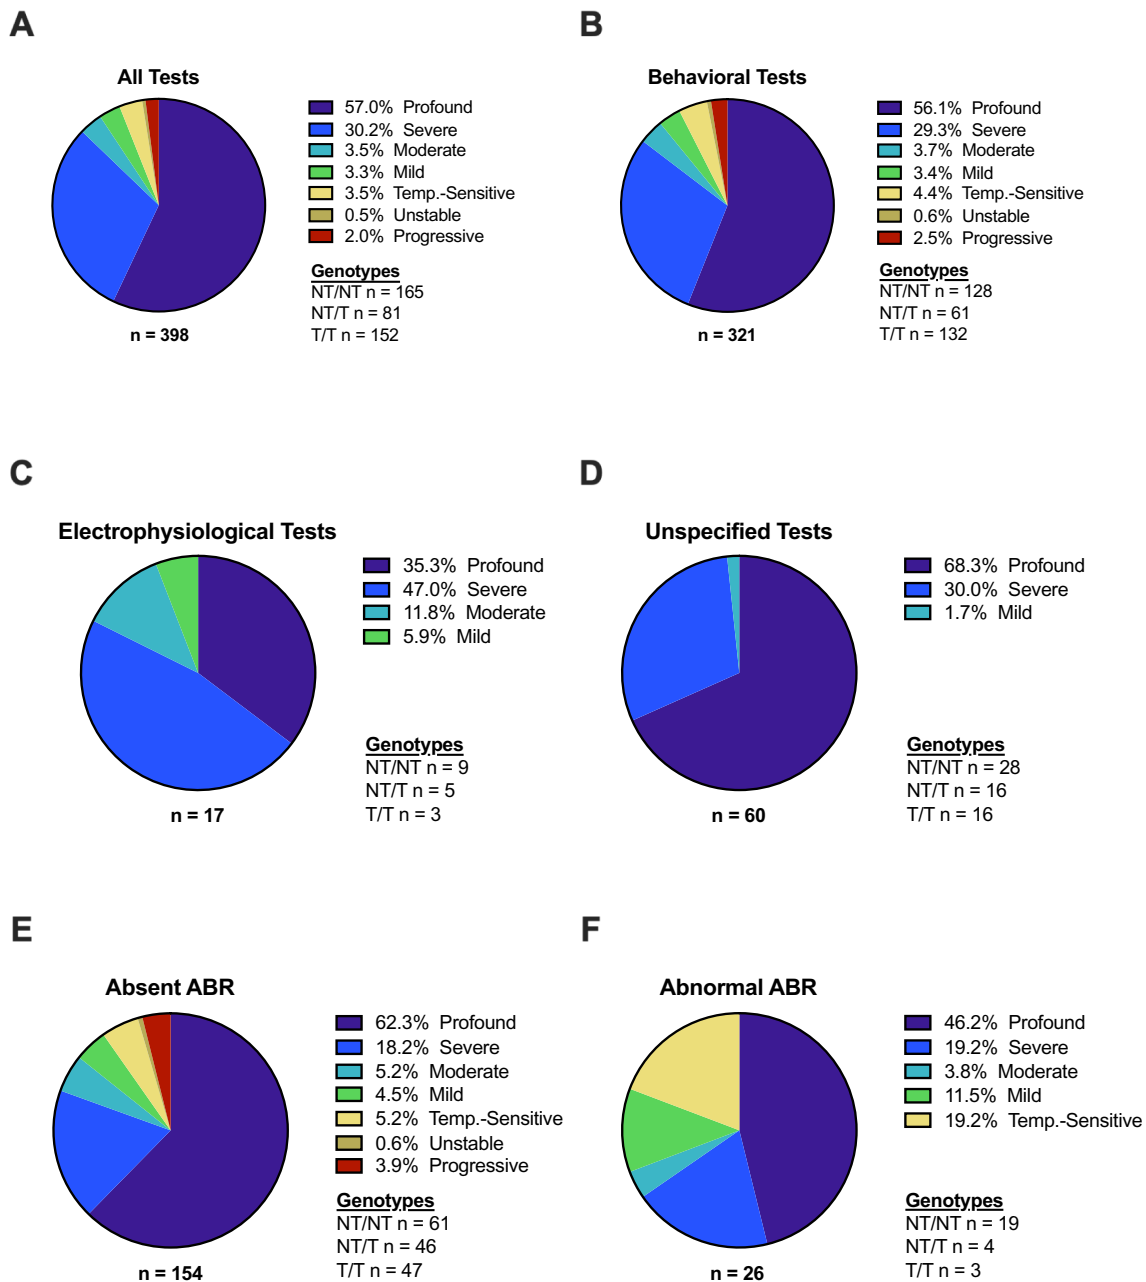 A
All Tests
57.0% Profound
30.2% Severe
3.5% Moderate
3.3% Mild
3.5% Temp.-Sensitive
0.5% Unstable
2.0% Progressive
Genotypes
NT/NT n = 165
NT/T n = 81
T/T n = 152
n = 398
B
Behavioral Tests
56.1% Profound
29.3% Severe
3.7% Moderate
3.4% Mild
4.4% Temp.-Sensitive
0.6% Unstable
2.5% Progressive
Genotypes
NT/NT n = 128
NT/T n = 61
T/T n = 132
n = 321
C
Electrophysiological Tests
35.3% Profound
47.0% Severe
11.8% Moderate
5.9% Mild
Genotypes
NT/NT n = 9
NT/T n = 5
T/T n = 3
n = 17
D
Unspecified Tests
68.3% Profound
30.0% Severe
1.7% Mild
Genotypes
NT/NT n = 28
NT/T n = 16
T/T n = 16
n = 60
E
Absent ABR
62.3% Profound
18.2% Severe
5.2% Moderate
4.5% Mild
5.2% Temp.-Sensitive
0.6% Unstable
3.9% Progressive
Genotypes
NT/NT n = 61
NT/T n = 46
T/T n = 47
n = 154
F
Abnormal ABR
46.2% Profound
19.2% Severe
3.8% Moderate
11.5% Mild
19.2% Temp.-Sensitive
Genotypes
NT/NT n = 19
NT/T n = 4
T/T n = 3
n = 26